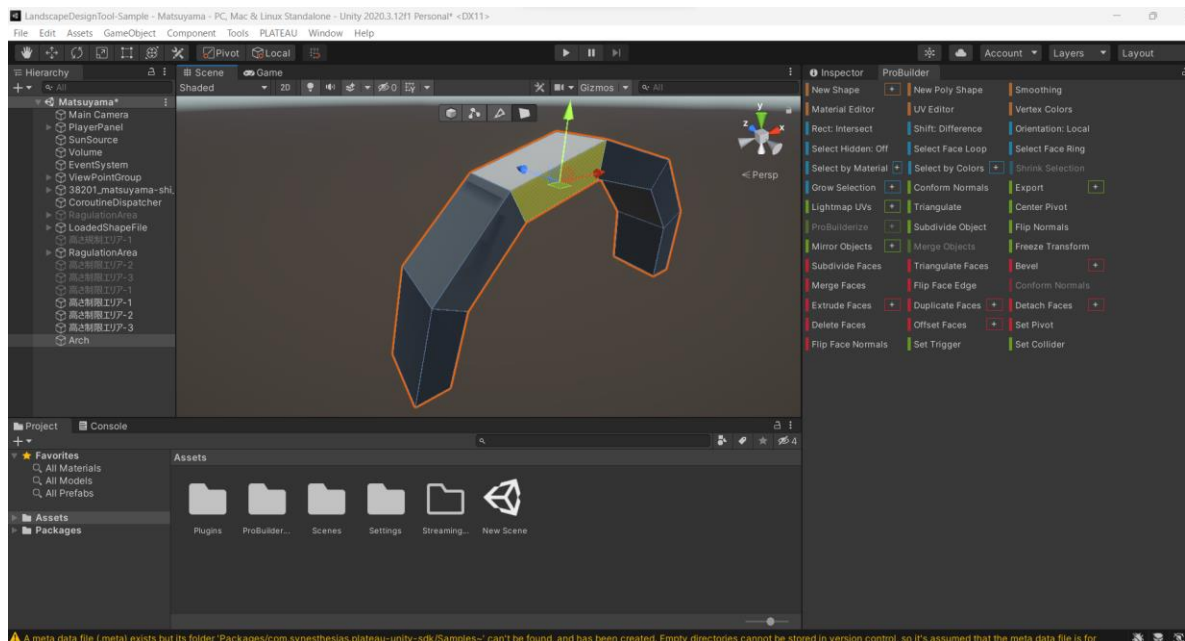 LandscapeDesignTool-Sample - Matsuyama - PC, Mac & Linux Standalone - Unity 2020.3.12f1 Personal* <DX11>
File Edit Assets GameObject Component Tools PLATEAU Window Help
Pivot Local Account Layers Layout
Hierarchy Scene Game Inspector ProBuilder
All Shaded 2D 0 Gizmos All
Matsuyama*
Main Camera
PlayerPanel
SunSource
Volume
EventSystem
ViewPointGroup
38201_matsuyama-shi_
CoroutineDispatcher
RagulationArea
LoadedShapeFile
高さ規制エリア-1
RagulationArea
高さ制限エリア-2
高さ制限エリア-3
高さ制限エリア-1
高さ制限エリア-1
高さ制限エリア-2
高さ制限エリア-3
Arch
y
z x
< Persp
New Shape + New Poly Shape Smoothing
Material Editor UV Editor Vertex Colors
Rect: Intersect Shift: Difference Orientation: Local
Select Hidden: Off Select Face Loop Select Face Ring
Select by Material + Select by Colors + Shrink Selection
Grow Selection + Conform Normals Export +
Lightmap UVs + Triangulate Center Pivot
ProBuilderize + Subdivide Object Flip Normals
Mirror Objects + Merge Objects Freeze Transform
Subdivide Faces Triangulate Faces Bevel +
Merge Faces Flip Face Edge Conform Normals
Extrude Faces + Duplicate Faces + Detach Faces +
Delete Faces Offset Faces + Set Pivot
Flip Face Normals Set Trigger Set Collider
Project Console
4
Favorites
All Materials
All Models
All Prefabs
Assets
Packages
Assets
Plugins ProBuilder... Scenes Settings Streaming... New Scene
A meta data file (.meta) exists but its folder 'Packages/com.synesthesias.plateau-unity-sdk/Samples~' can't be found, and has been created. Empty directories cannot be stored in version control, so it's assumed that the meta data file is for